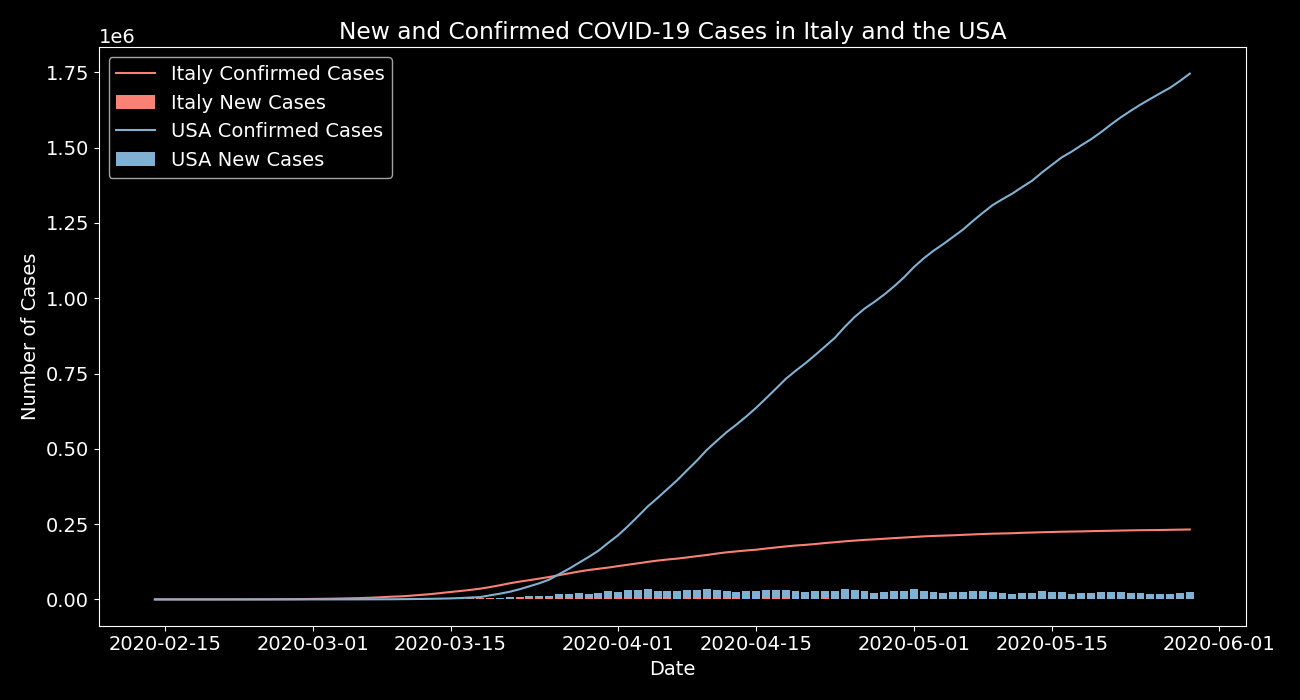 New and Confirmed COVID-19 Cases in Italy and the USA
1e6
Italy Confirmed Cases
Italy New Cases
USA Confirmed Cases
USA New Cases
1.75
1.50
1.25
1.00
0.75
0.50
0.25
0.00
Number of Cases
2020-02-15 2020-03-01 2020-03-15 2020-04-01 2020-04-15 2020-05-01 2020-05-15 2020-06-01
Date